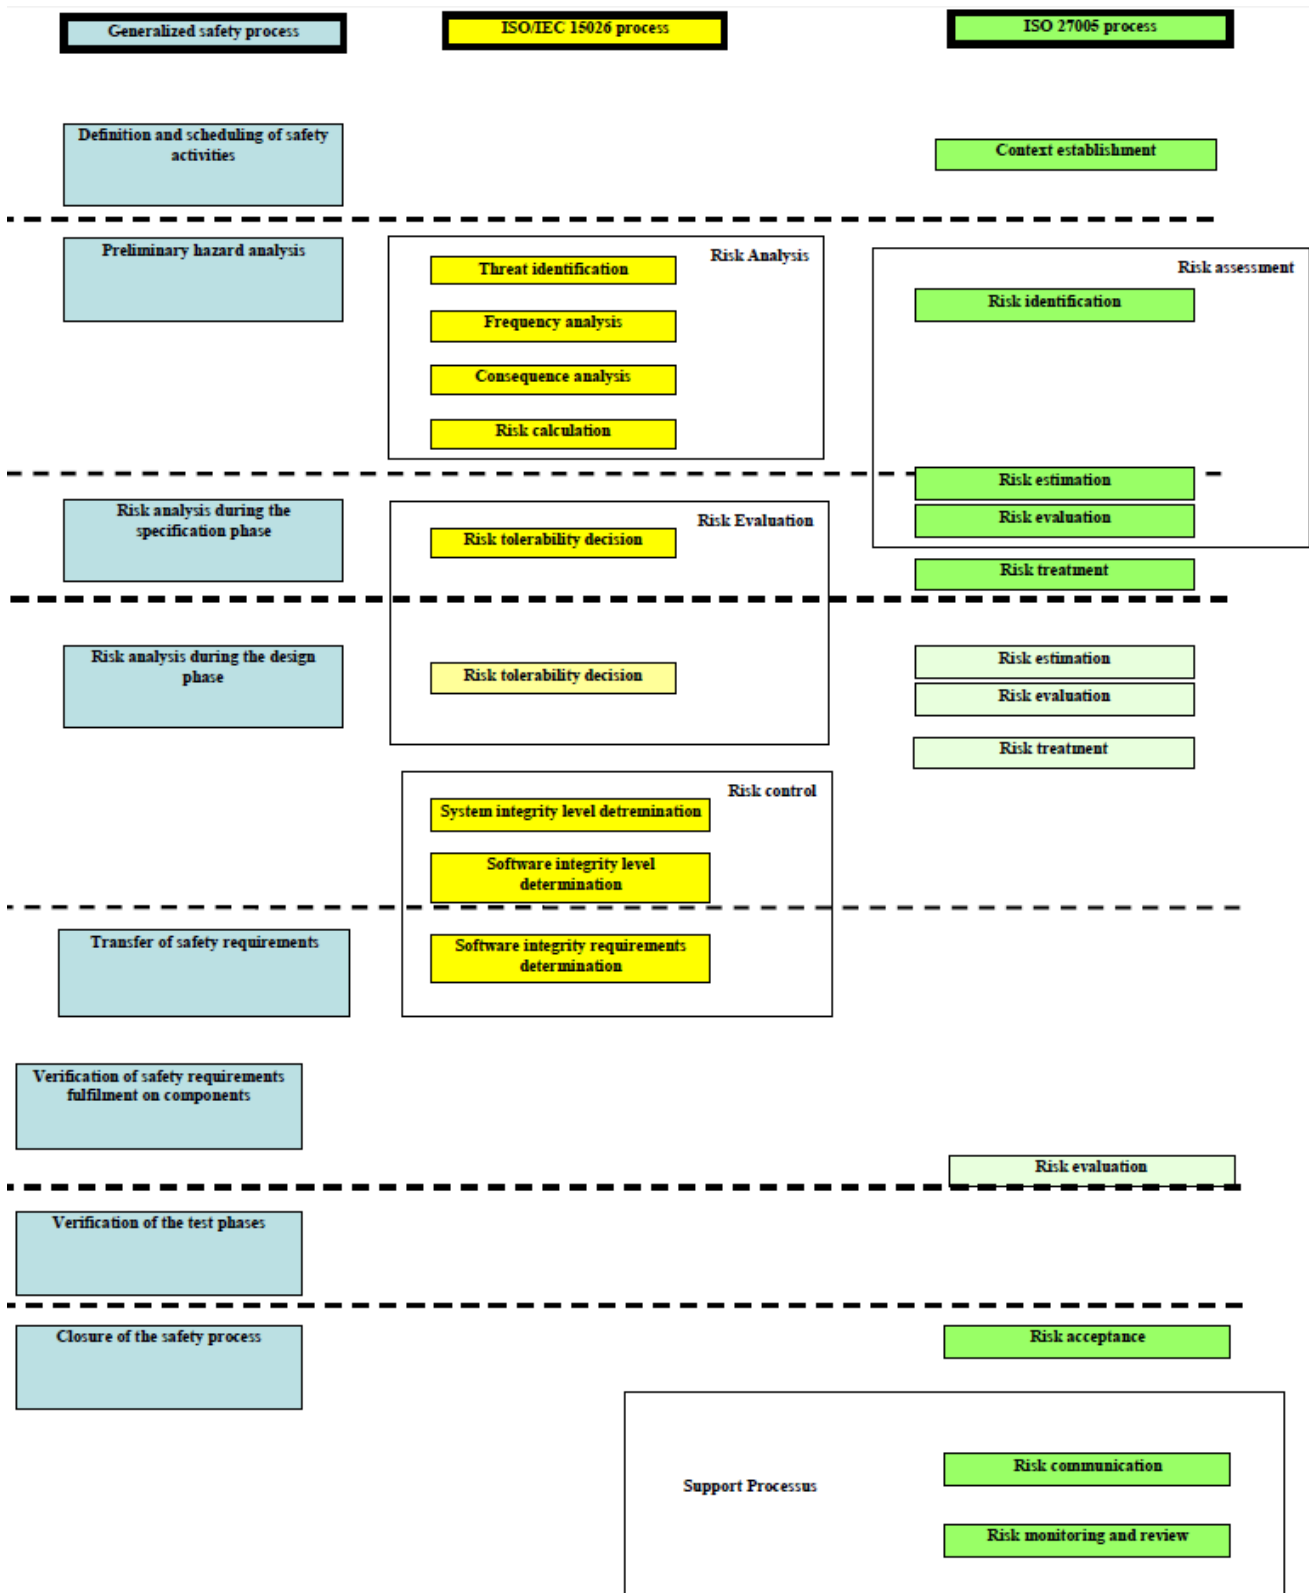 Generalized safety process
ISO/IEC 15026 process
ISO 27005 process
Definition and scheduling of safety
activities
Context establishment
Preliminary hazard analysis
Risk Analysis
Threat identification
Frequency analysis
Consequence analysis
Risk calculation
Risk assessment
Risk identification
Risk estimation
Risk evaluation
Risk treatment
Risk analysis during the
specification phase
Risk Evaluation
Risk tolerability decision
Risk analysis during the design
phase
Risk tolerability decision
Risk estimation
Risk evaluation
Risk treatment
Risk control
System integrity level detremination
Software integrity level
determination
Transfer of safety requirements
Software integrity requirements
determination
Verification of safety requirements
fulfilment on components
Risk evaluation
Verification of the test phases
Closure of the safety process
Risk acceptance
Support Processus
Risk communication
Risk monitoring and review